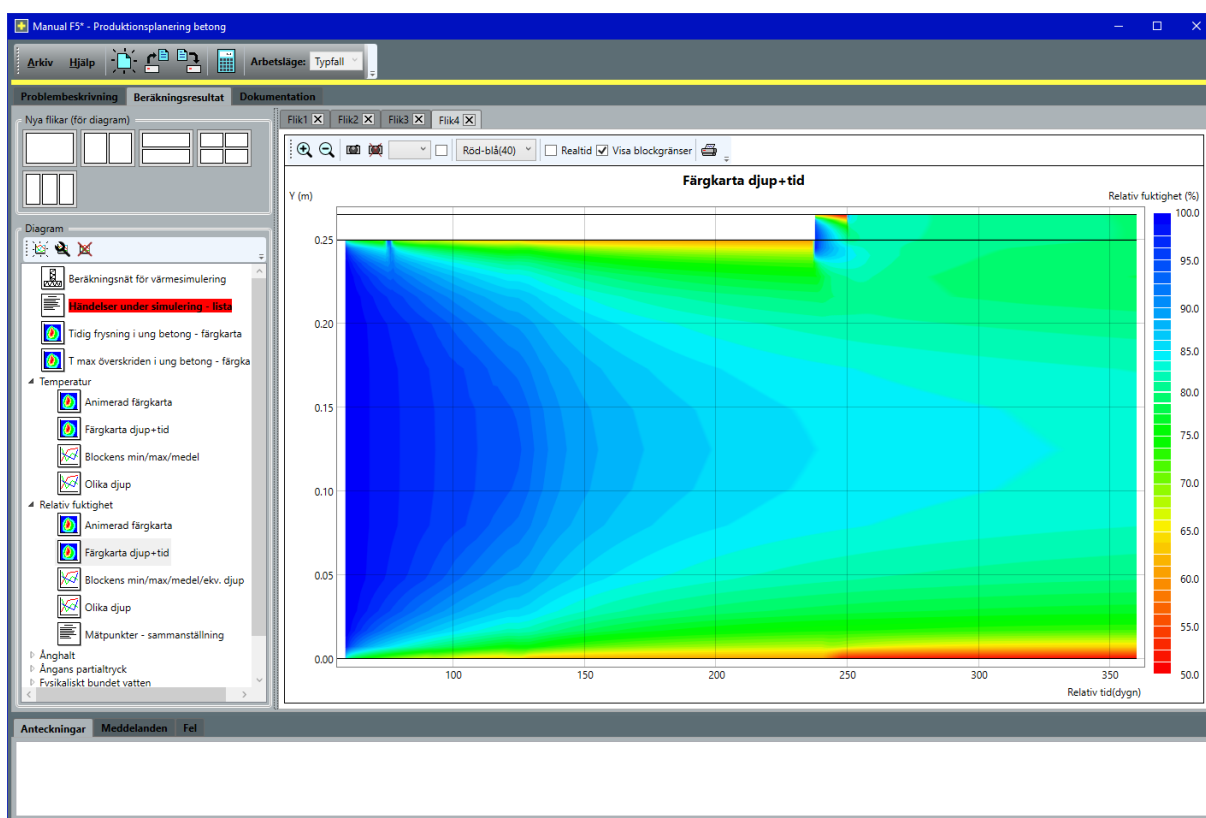 Manual F5* - Produktionsplanering betong
Arkiv Hjälp Arbetsläge: Typfall
Problembeskrivning Beräkningsresultat Dokumentation
Nya flikar (för diagram)
Diagram
Beräkningsnät för värmesimulering
Händelser under simulering - lista
Tidig frysning i ung betong - färgkarta
T max överskriden i ung betong - färgka
Temperatur
Animerad färgkarta
Färgkarta djup+tid
Blockens min/max/medel
Olika djup
Relativ fuktighet
Animerad färgkarta
Färgkarta djup+tid
Blockens min/max/medel/ekv. djup
Olika djup
Mätpunkter - sammanställning
Ånghalt
Ångans partialtryck
Fysikaliskt bundet vatten
Flik1 Flik2 Flik3 Flik4
Röd-blå(40) Realtid Visa blockgränser
Färgkarta djup+tid
Y (m) Relativ fuktighet (%)
0.25
0.20
0.15
0.10
0.05
0.00
100 150 200 250 300 350
Relativ tid(dygn)
100.0
95.0
90.0
85.0
80.0
75.0
70.0
65.0
60.0
55.0
50.0
Anteckningar Meddelanden Fel